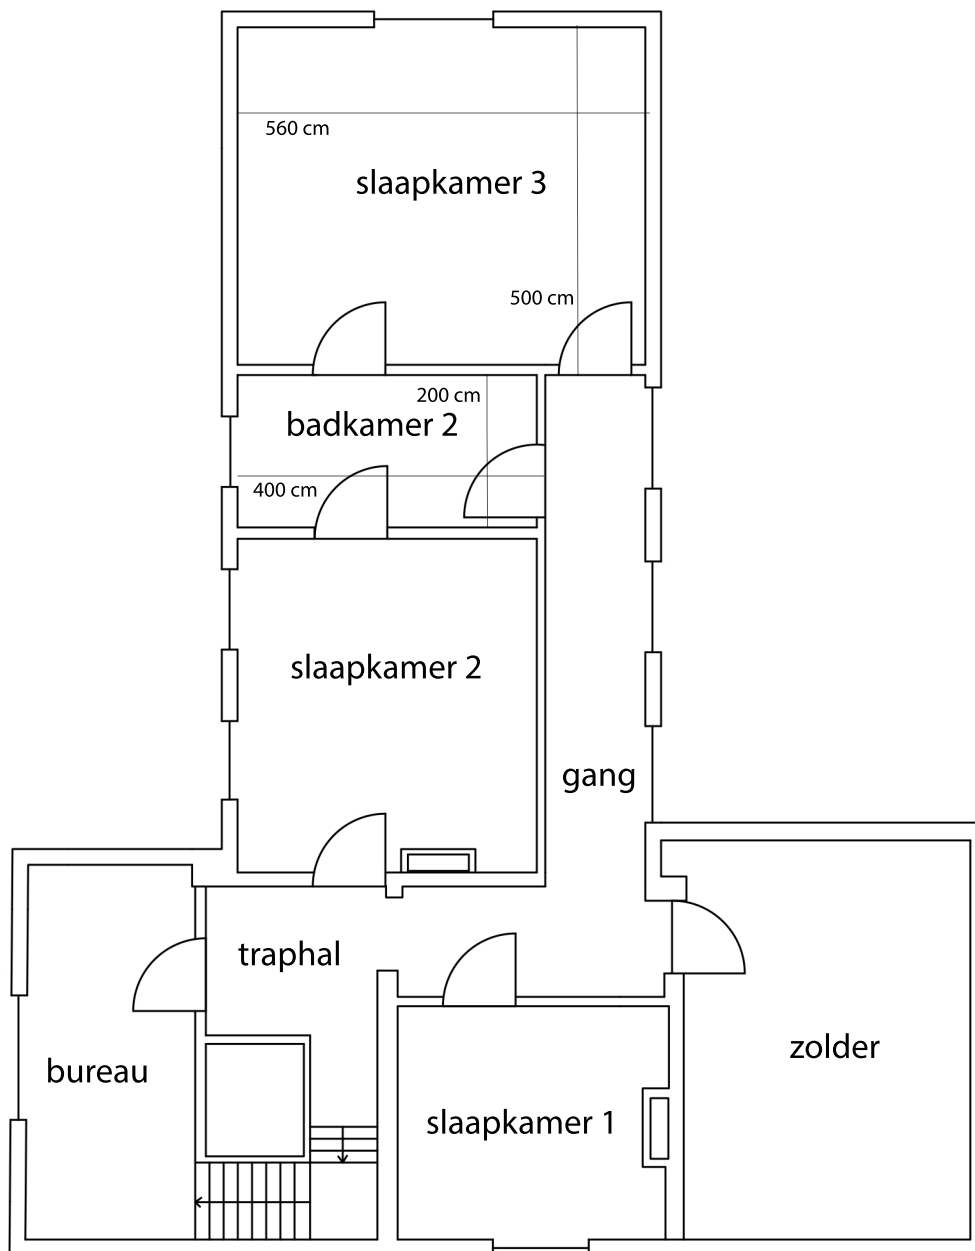 560 cm
slaapkamer 3
500 cm
200 cm
badkamer 2
400 cm
slaapkamer 2
gang
traphal
zolder
bureau
slaapkamer 1